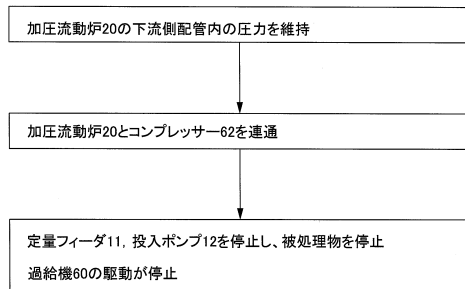 加圧流動炉20の下流側配管内の圧力を維持
加圧流動炉20とコンプレッサー62を連通
定量フィーダ11, 投入ポンプ12を停止し、被処理物を停止
過給機60の駆動が停止